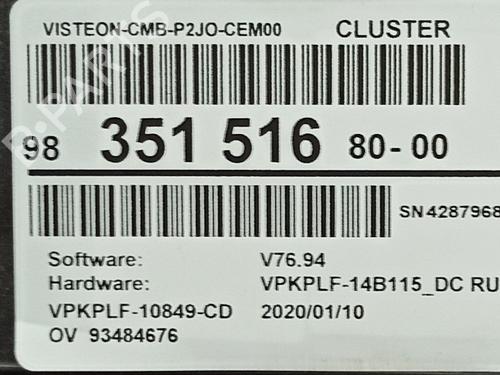 VISTEON-CMB-P2JO-CEM00 CLUSTER
98 351 516 80-00
SN4287968
Software: V76.94
Hardware: VPKPLF-14B115_DC RU
VPKPLF-10849-CD 2020/01/10
OV 93484676
B-PARTS